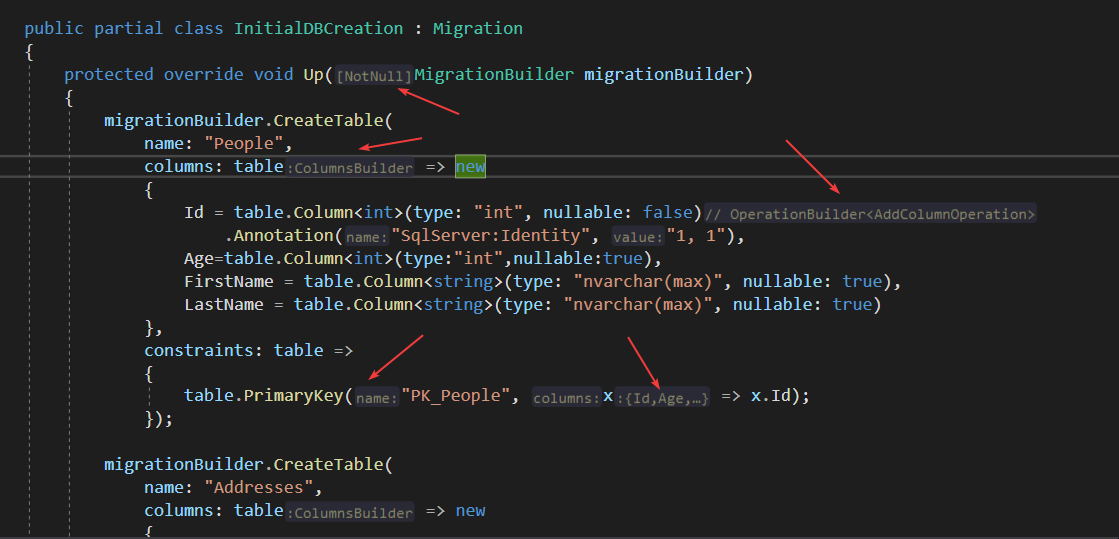 public partial class InitialDBCreation : Migration
{
    protected override void Up([NotNull]MigrationBuilder migrationBuilder)
    {
        migrationBuilder.CreateTable(
            name: "People",
            columns: table:ColumnsBuilder => new
            {
                Id = table.Column<int>(type: "int", nullable: false)// OperationBuilder<AddColumnOperation>
                    .Annotation(name:"SqlServer:Identity", value:"1, 1"),
                Age=table.Column<int>(type:"int",nullable:true),
                FirstName = table.Column<string>(type: "nvarchar(max)", nullable: true),
                LastName = table.Column<string>(type: "nvarchar(max)", nullable: true)
            },
            constraints: table =>
            {
                table.PrimaryKey(name:"PK_People", columns:x:{Id,Age,…} => x.Id);
            });
        migrationBuilder.CreateTable(
            name: "Addresses",
            columns: table:ColumnsBuilder => new
            {